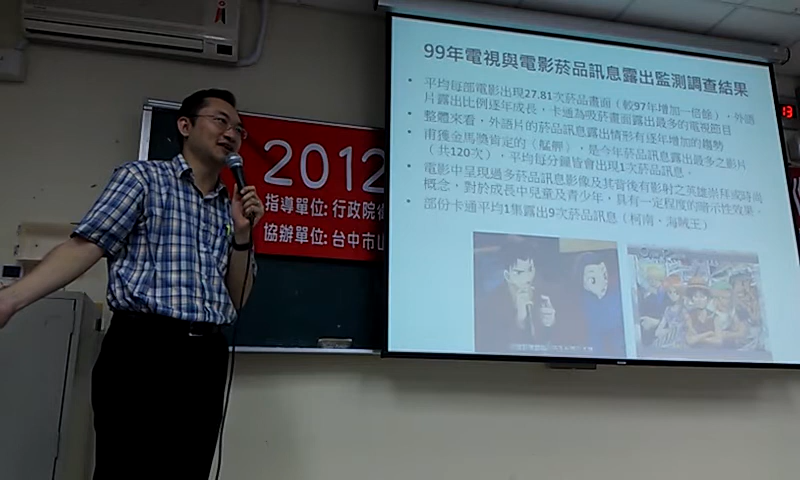 99年電視與電影菸品訊息露出監測調查結果
• 平均每部電影出現27.81次菸品畫面（較97年增加一倍餘），外語
片露出比例逐年成長，卡通為吸菸畫面露出最多的電視節目
• 整體來看，外語片的菸品訊息露出情形有逐年增加的趨勢
• 甫獲金馬獎肯定的（艋舺），是今年菸品訊息露出最多之影片
（共120次），平均每分鐘皆會出現1次菸品訊息。
• 電影中呈現過多菸品訊息影像及其背後有影射之英雄崇拜或時尚
概念，對於成長中兒童及青少年，具有一定程度的暗示性效果。
• 部份卡通平均1集露出9次菸品訊息（柯南、海賊王）
2012
指導單位: 行政院
協辦單位: 台中市
13